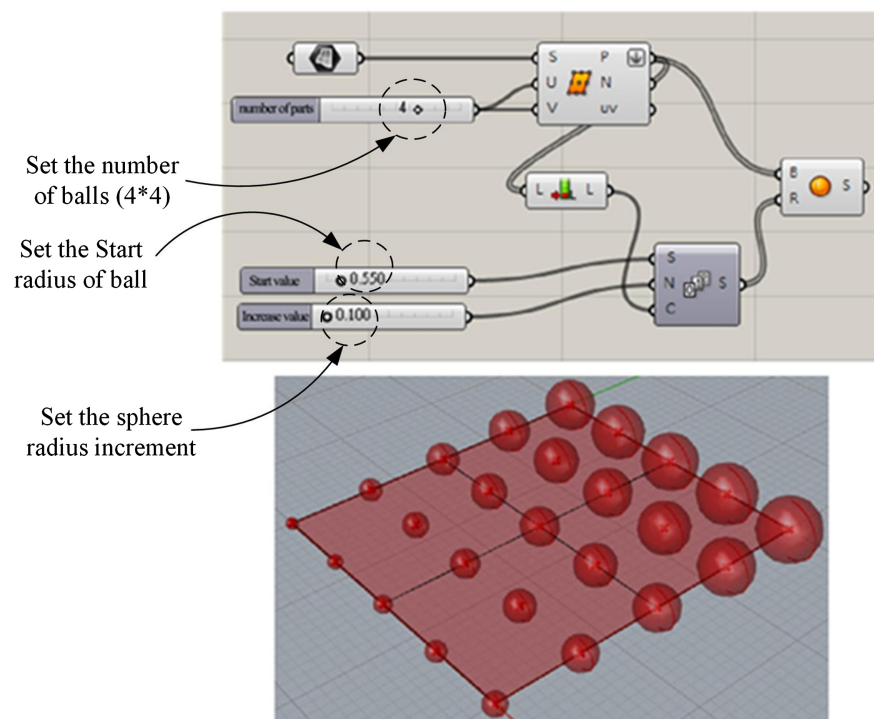 S P
number of parts 4 U N
V uv
Set the number
of balls (4*4)
L L
B S
R
Set the Start
radius of ball
S
Start value 0.550
N S
Increase value 0.100
C
Set the sphere
radius increment